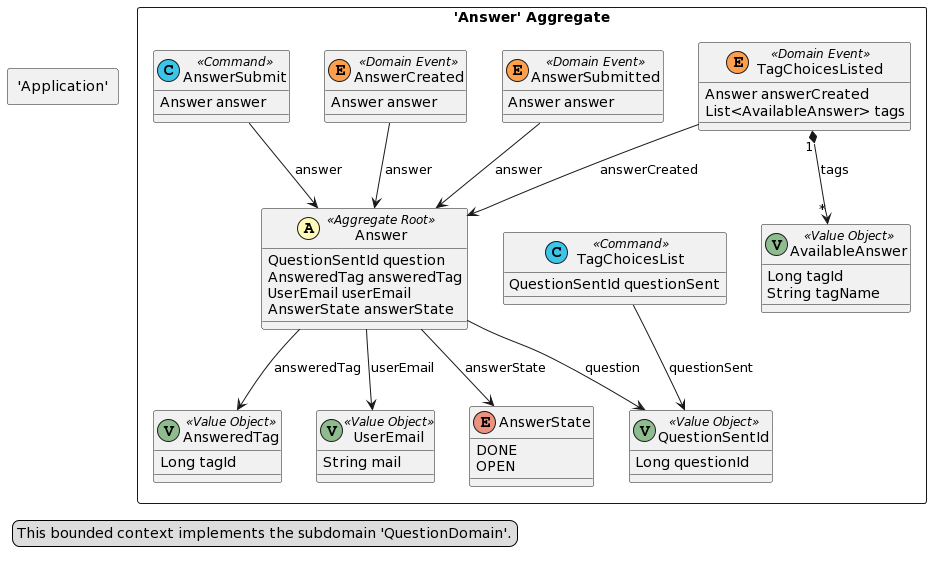 'Answer' Aggregate
'Application'
C
«Command»
AnswerSubmit
Answer answer
E
«Domain Event»
AnswerCreated
Answer answer
E
«Domain Event»
AnswerSubmitted
Answer answer
E
«Domain Event»
TagChoicesListed
Answer answerCreated
List<AvailableAnswer> tags
answer
answer
answer
answerCreated
1
tags
*
A
«Aggregate Root»
Answer
QuestionSentId question
AnsweredTag answeredTag
UserEmail userEmail
AnswerState answerState
C
«Command»
TagChoicesList
QuestionSentId questionSent
V
«Value Object»
AvailableAnswer
Long tagId
String tagName
answeredTag
userEmail
answerState
question
questionSent
V
«Value Object»
AnsweredTag
Long tagId
V
«Value Object»
UserEmail
String mail
E
AnswerState
DONE
OPEN
V
«Value Object»
QuestionSentId
Long questionId
This bounded context implements the subdomain 'QuestionDomain'.